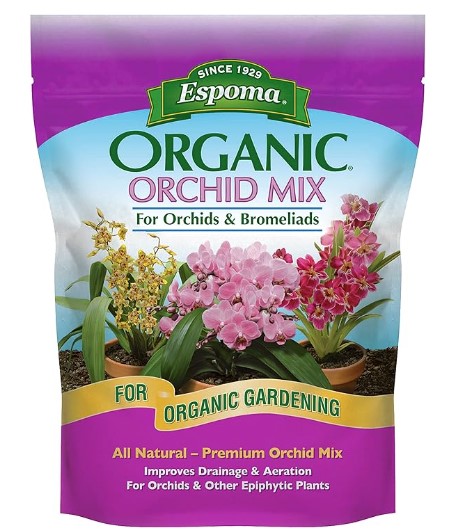 SINCE 1929
Espoma®
ORGANIC®
ORCHID MIX
For Orchids & Bromeliads
FOR
ORGANIC GARDENING
All Natural – Premium Orchid Mix
Improves Drainage & Aeration
For Orchids & Other Epiphytic Plants